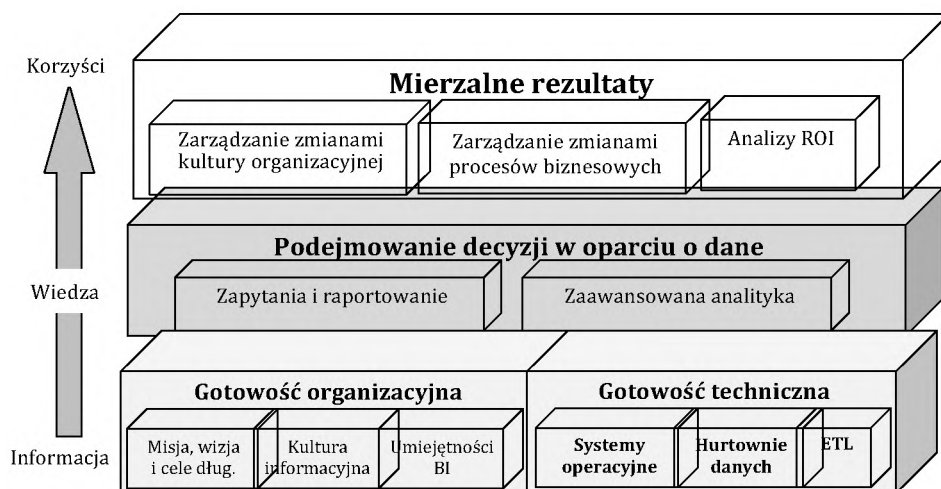 Korzyści
Mierzalne rezultaty
Zarządzanie zmianami
kultury organizacyjnej
Zarządzanie zmianami
procesów biznesowych
Analizy ROI
Podejmowanie decyzji w oparciu o dane
Wiedza
Zapytania i raportowanie
Zaawansowana analityka
Gotowość organizacyjna
Gotowość techniczna
Informacja
Misja, wizja
i cele dług.
Kultura
informacyjna
Umiejętności
BI
Systemy
operacyjne
Hurtownie
danych
ETL